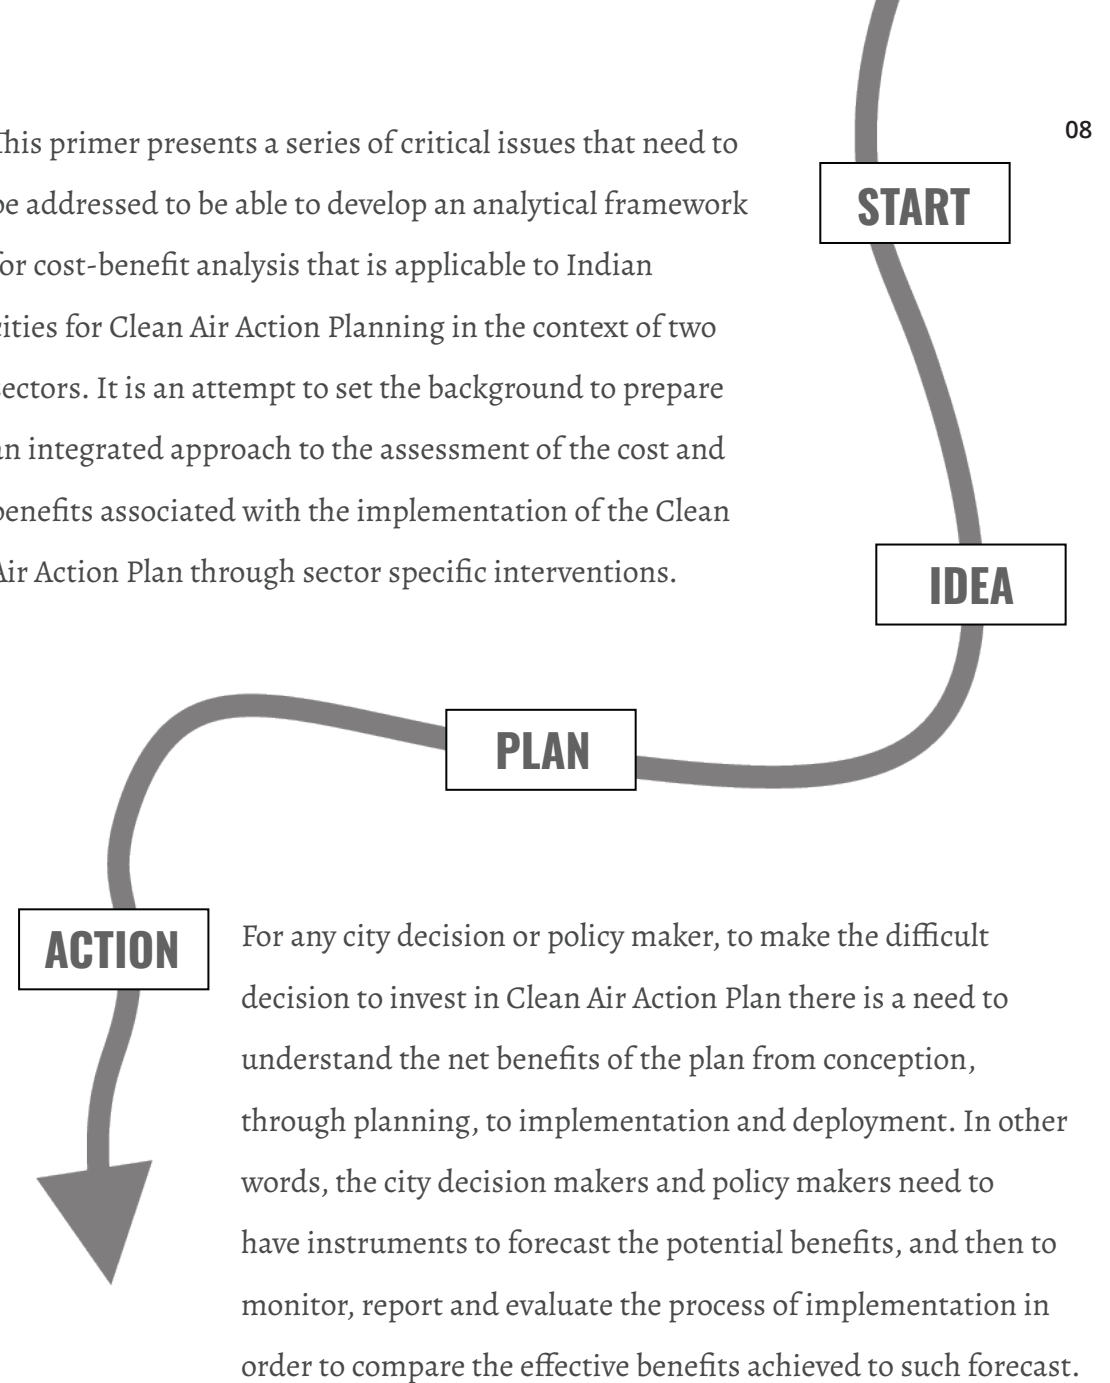 08
This primer presents a series of critical issues that need to
be addressed to be able to develop an analytical framework
for cost-benefit analysis that is applicable to Indian
cities for Clean Air Action Planning in the context of two
sectors. It is an attempt to set the background to prepare
an integrated approach to the assessment of the cost and
benefits associated with the implementation of the Clean
Air Action Plan through sector specific interventions.
START
IDEA
PLAN
ACTION
For any city decision or policy maker, to make the difficult
decision to invest in Clean Air Action Plan there is a need to
understand the net benefits of the plan from conception,
through planning, to implementation and deployment. In other
words, the city decision makers and policy makers need to
have instruments to forecast the potential benefits, and then to
monitor, report and evaluate the process of implementation in
order to compare the effective benefits achieved to such forecast.